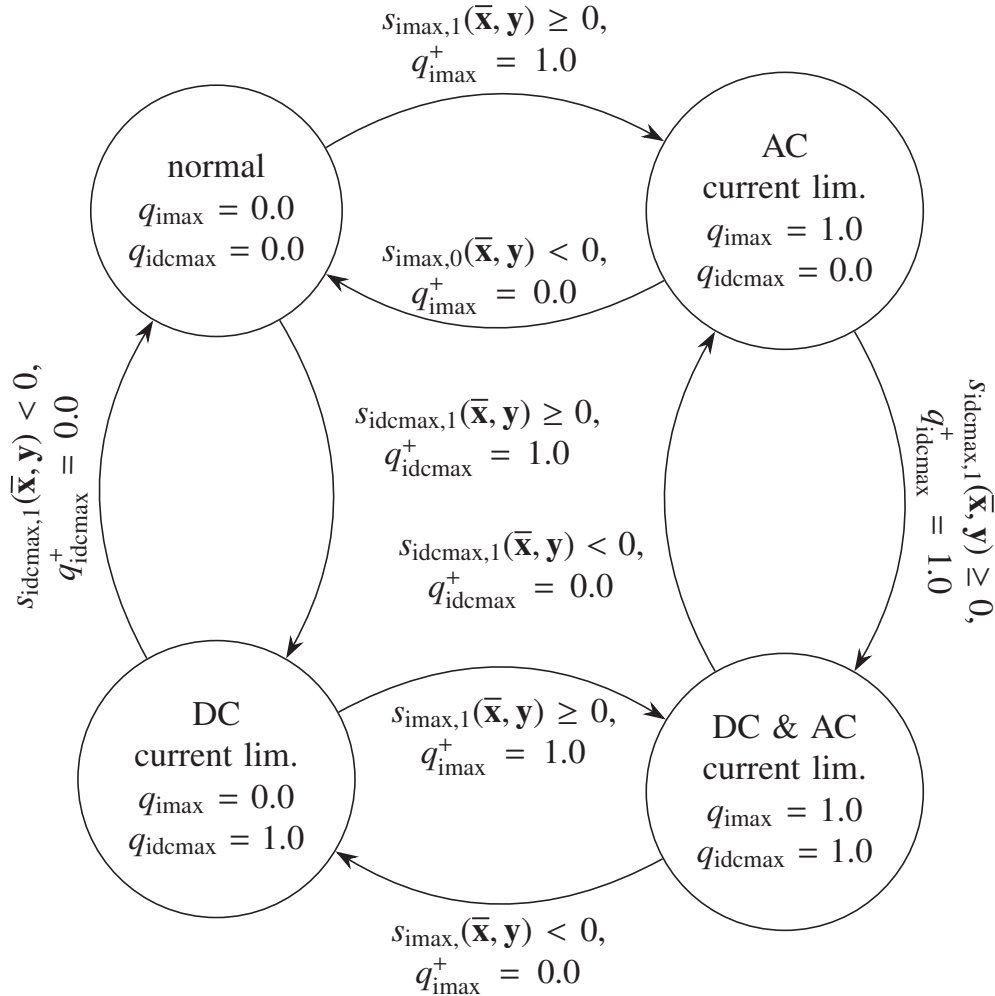 s_imax,1(x̅, y) ≥ 0,
q⁺_imax = 1.0
normal
q_imax = 0.0
q_idcmax = 0.0
AC
current lim.
q_imax = 1.0
q_idcmax = 0.0
s_imax,0(x̅, y) < 0,
q⁺_imax = 0.0
s_idcmax,1(x̅, y) < 0,
q⁺_idcmax = 0.0
s_idcmax,1(x̅, y) ≥ 0,
q⁺_idcmax = 1.0
s_idcmax,1(x̅, y) < 0,
q⁺_idcmax = 0.0
s_idcmax,1(x̅, y) ≥ 0,
q⁺_idcmax = 1.0
DC
current lim.
q_imax = 0.0
q_idcmax = 1.0
s_imax,1(x̅, y) ≥ 0,
q⁺_imax = 1.0
DC & AC
current lim.
q_imax = 1.0
q_idcmax = 1.0
s_imax,(x̅, y) < 0,
q⁺_imax = 0.0